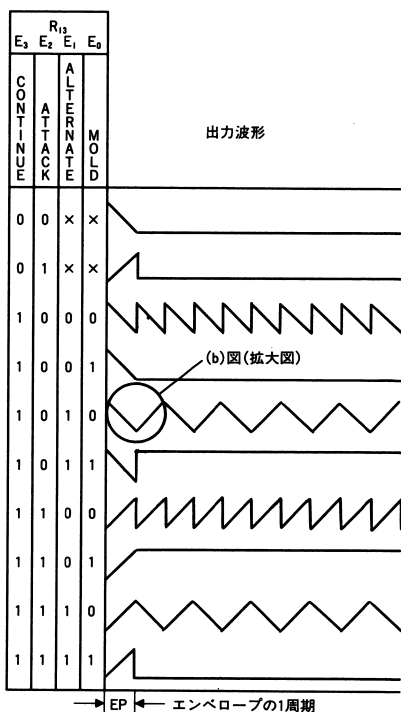 R13
E3 E2 E1 E0
CONTINUE
ATTACK
ALTERNATE
MOLD
出力波形
0 0 × ×
0 1 × ×
1 0 0 0
1 0 0 1
(b)図(拡大図)
1 0 1 0
1 0 1 1
1 1 0 0
1 1 0 1
1 1 1 0
1 1 1 1
EP
エンベロープの1周期